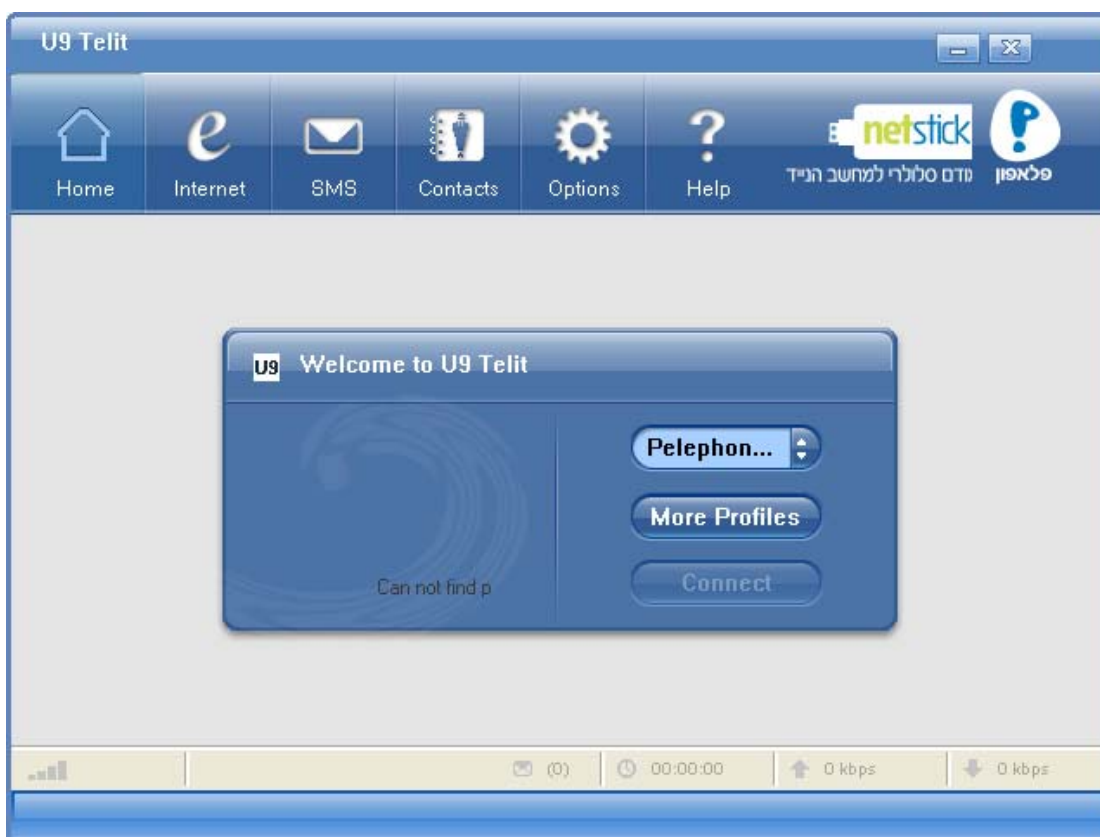 U9 Telit
Home
Internet
SMS
Contacts
Options
Help
netstick
מודם סלולרי למחשב הנייד
פלאפון
U9 Welcome to U9 Telit
Pelephon...
More Profiles
Can not find p
Connect
(0)
00:00:00
0 kbps
0 kbps